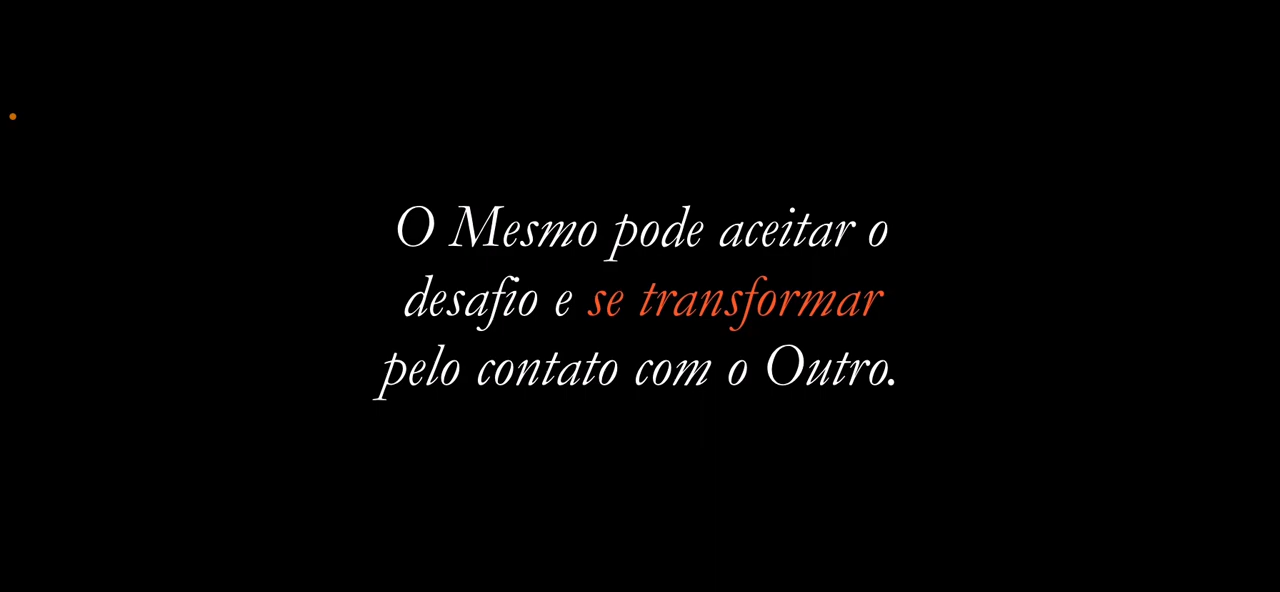 O Mesmo pode aceitar o
desafio e se transformar
pelo contato com o Outro.